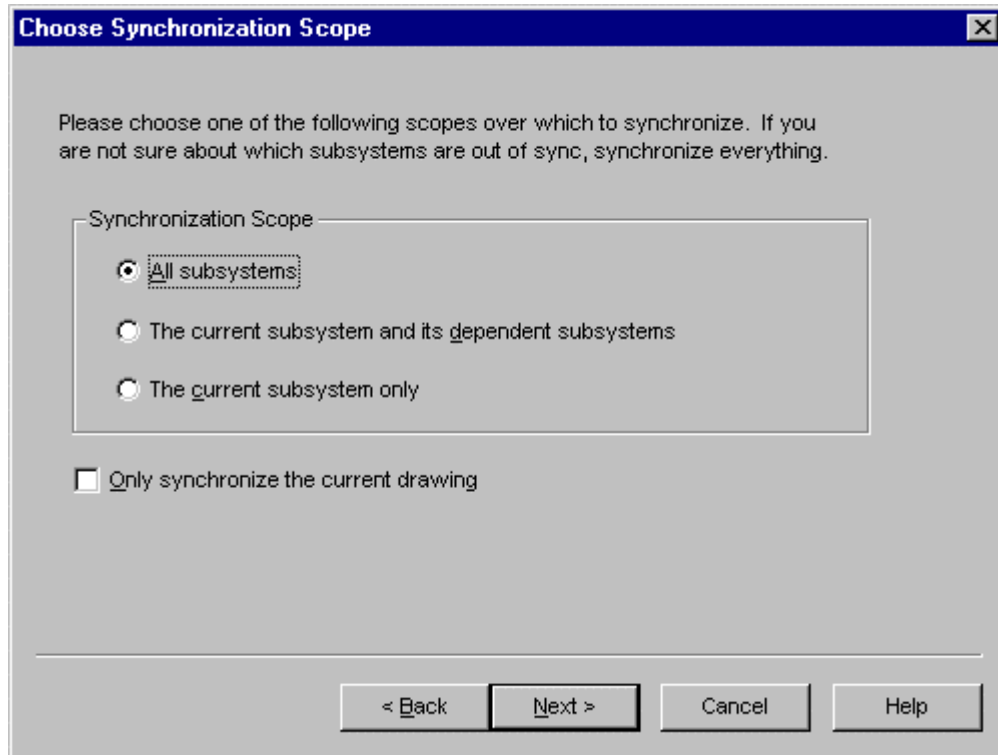 Choose Synchronization Scope
Please choose one of the following scopes over which to synchronize. If you
are not sure about which subsystems are out of sync, synchronize everything.
Synchronization Scope
All subsystems
The current subsystem and its dependent subsystems
The current subsystem only
Only synchronize the current drawing
< Back
Next >
Cancel
Help